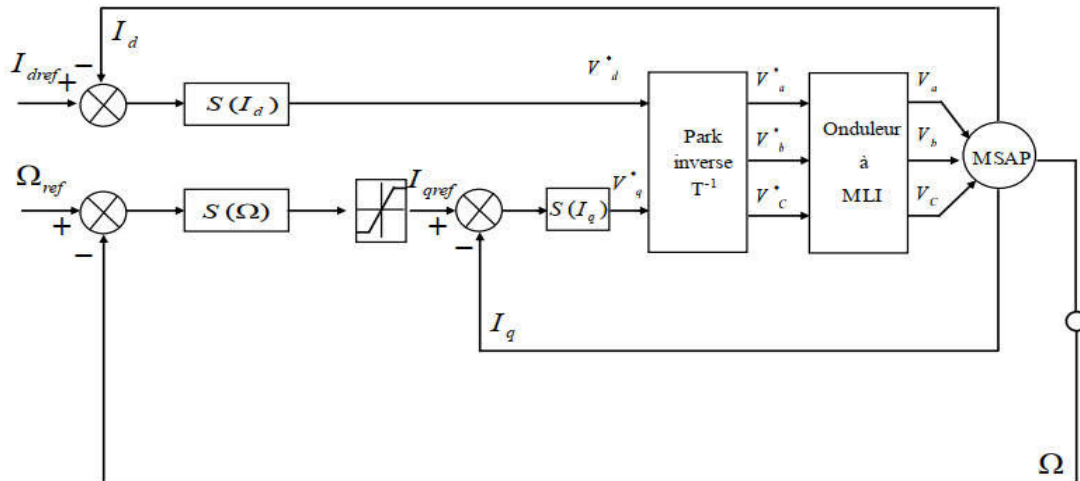 I_d
−
I_dref
+
S(I_d)
V*_d
Park
inverse
T⁻¹
V*_a
V*_b
V*_C
Onduleur
à
MLI
V_a
V_b
V_C
MSAP
Ω_ref
+
−
S(Ω)
I_qref
+
−
S(I_q)
V*_q
I_q
Ω